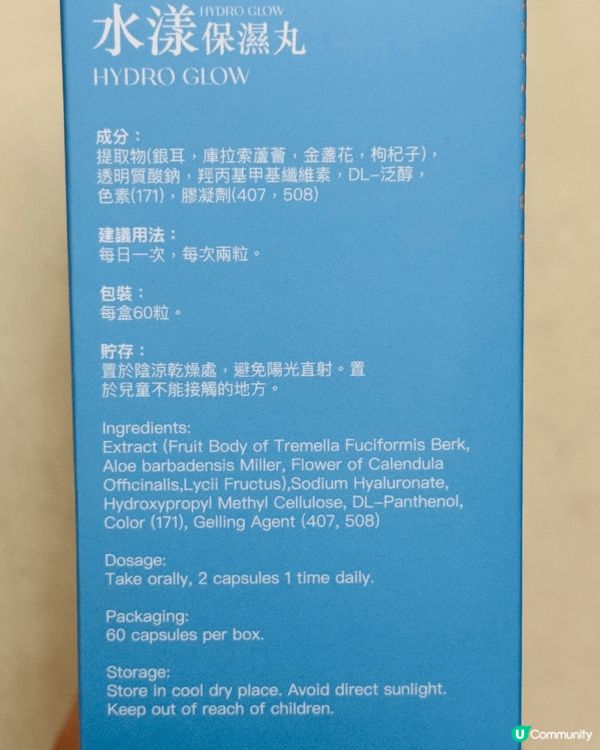 水漾保濕丸
HYDRO GLOW
HYDRO GLOW
成分：
提取物(銀耳，庫拉索蘆薈，金盞花，枸杞子)，
透明質酸鈉，羥丙基甲基纖維素，DL-泛醇，
色素(171)，膠凝劑(407，508)
建議用法：
每日一次，每次兩粒。
包裝：
每盒60粒。
貯存：
置於陰涼乾燥處，避免陽光直射。置
於兒童不能接觸的地方。
Ingredients:
Extract (Fruit Body of Tremella Fuciformis Berk,
Aloe barbadensis Miller, Flower of Calendula
Officinalis,Lycii Fructus),Sodium Hyaluronate,
Hydroxypropyl Methyl Cellulose, DL-Panthenol,
Color (171), Gelling Agent (407, 508)
Dosage:
Take orally, 2 capsules 1 time daily.
Packaging:
60 capsules per box.
Storage:
Store in cool dry place. Avoid direct sunlight.
Keep out of reach of children.
U Community